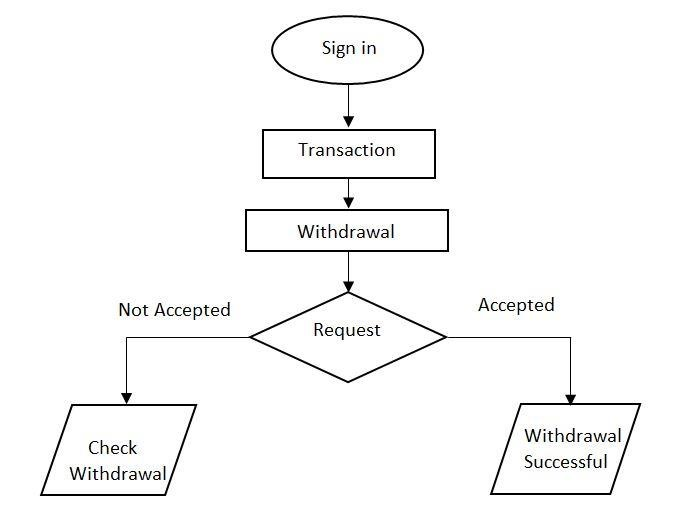 Sign in
Transaction
Withdrawal
Not Accepted
Request
Accepted
Check
Withdrawal
Withdrawal
Successful